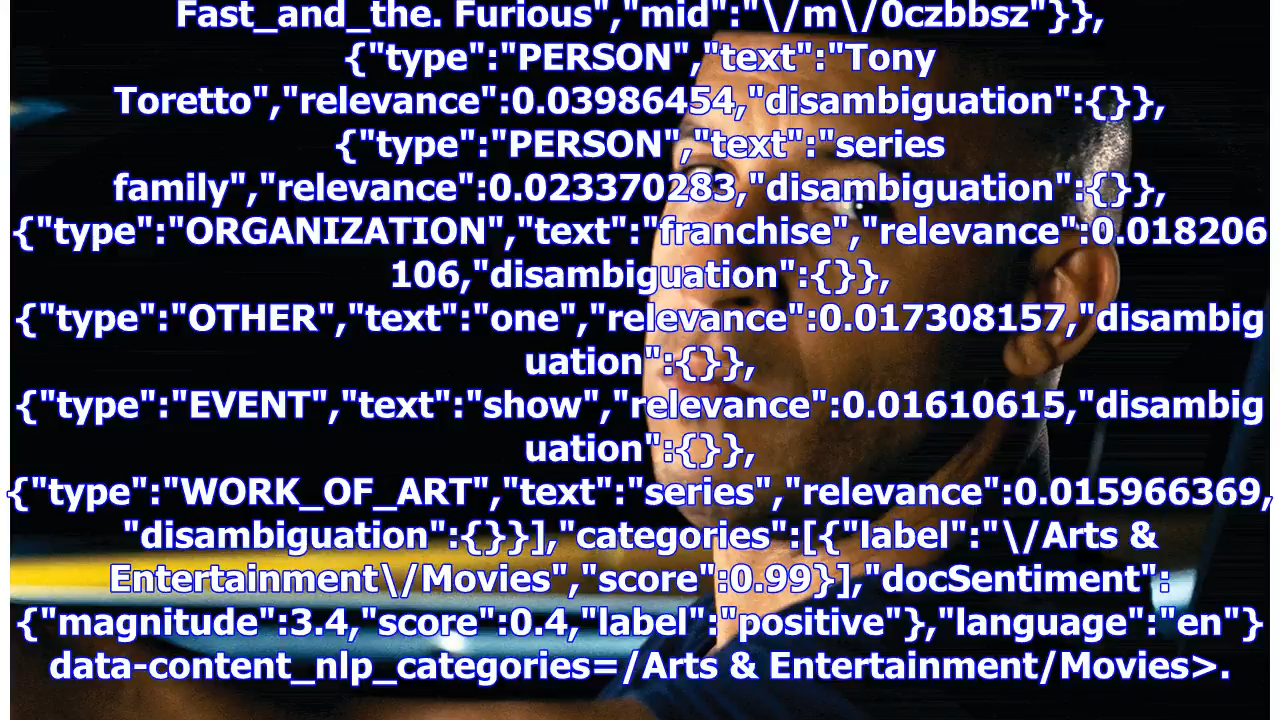 Fast_and_the. Furious","mid":"\/m\/0czbbsz"}},
{"type":"PERSON","text":"Tony
Toretto","relevance":0.03986454,"disambiguation":{}},
{"type":"PERSON","text":"series
family","relevance":0.023370283,"disambiguation":{}},
{"type":"ORGANIZATION","text":"franchise","relevance":0.018206
106,"disambiguation":{}},
{"type":"OTHER","text":"one","relevance":0.017308157,"disambig
uation":{}},
{"type":"EVENT","text":"show","relevance":0.01610615,"disambig
uation":{}},
{"type":"WORK_OF_ART","text":"series","relevance":0.015966369,
"disambiguation":{}}],"categories":[{"label":"\/Arts &
Entertainment\/Movies","score":0.99}],"docSentiment":
{"magnitude":3.4,"score":0.4,"label":"positive"},"language":"en"}
data-content_nlp_categories=/Arts & Entertainment/Movies>.